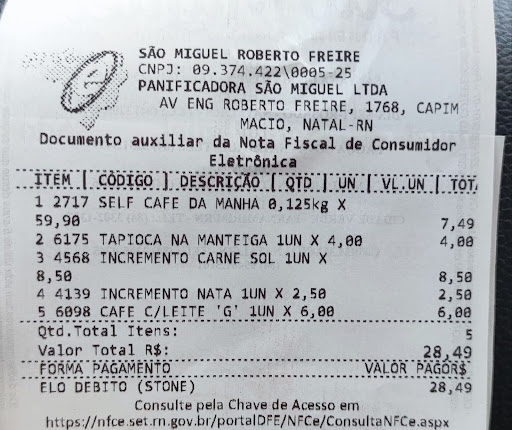 SÃO MIGUEL ROBERTO FREIRE
CNPJ: 09.374.422\0005-25
PANIFICADORA SÃO MIGUEL LTDA
AV ENG ROBERTO FREIRE, 1768, CAPIM
MACIO, NATAL-RN
Documento auxiliar da Nota Fiscal de Consumidor
Eletrônica
ITEM | CÓDIGO | DESCRIÇÃO | QTD | UN | VL.UN | TOTA
1 2717 SELF CAFE DA MANHA 0,125kg X
59,90 7,49
2 6175 TAPIOCA NA MANTEIGA 1UN X 4,00 4,00
3 4568 INCREMENTO CARNE SOL 1UN X
8,50 8,50
4 4139 INCREMENTO NATA 1UN X 2,50 2,50
5 6098 CAFE C/LEITE 'G' 1UN X 6,00 6,00
Qtd.Total Itens: 5
Valor Total R$: 28,49
FORMA PAGAMENTO VALOR PAGOR$
ELO DEBITO (STONE) 28,49
Consulte pela Chave de Acesso em
https://nfce.set.rn.gov.br/portalDFE/NFCe/ConsultaNFCe.aspx